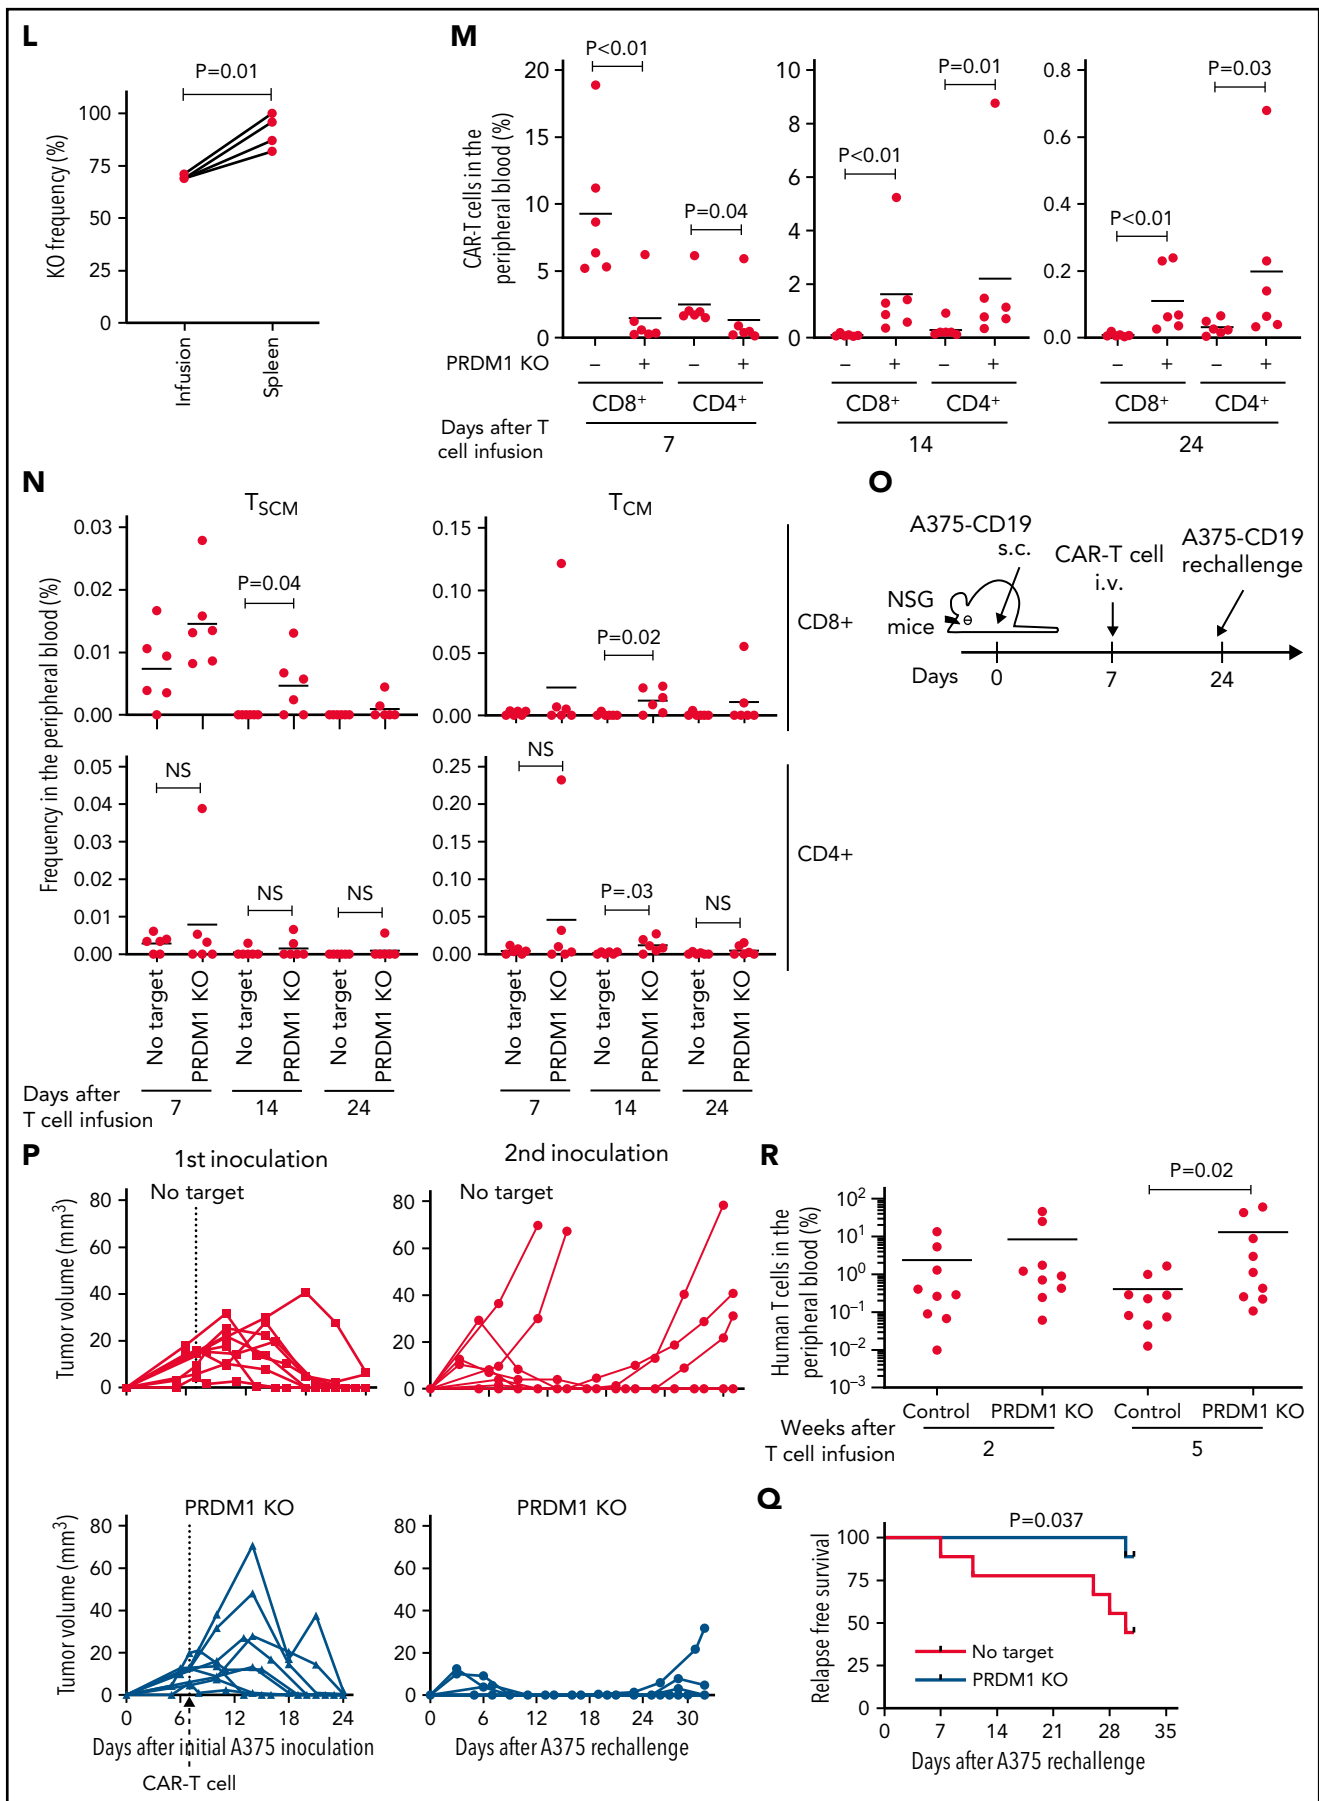 L
P=0.01
KO frequency (%)
100
75
50
25
0
Infusion
Spleen
M
CAR-T cells in the
peripheral blood (%)
20
15
10
5
0
P<0.01
P=0.04
10
8
6
4
2
0
P<0.01
P=0.01
0.8
0.6
0.4
0.2
0.0
P<0.01
P=0.03
PRDM1 KO – + – + – + – + – + – +
CD8+ CD4+ CD8+ CD4+ CD8+ CD4+
Days after T
cell infusion
7 14 24
N
Frequency in the peripheral blood (%)
TSCM
0.03
0.02
0.01
0.00
P=0.04
TCM
0.15
0.10
0.05
0.00
P=0.02
CD8+
0.05
0.04
0.03
0.02
0.01
0.00
NS
NS
NS
0.25
0.20
0.15
0.10
0.05
0.00
NS
P=.03
NS
CD4+
No target PRDM1 KO No target PRDM1 KO No target PRDM1 KO
No target PRDM1 KO No target PRDM1 KO No target PRDM1 KO
Days after
T cell infusion
7 14 24 7 14 24
O
A375-CD19
s.c.
CAR-T cell
i.v.
A375-CD19
rechallenge
NSG
mice
Days 0 7 24
P
1st inoculation
2nd inoculation
No target
No target
Tumor volume (mm3)
80
60
40
20
0
80
60
40
20
0
PRDM1 KO
PRDM1 KO
Tumor volume (mm3)
80
60
40
20
0
80
60
40
20
0
0 6 12 18 24
0 6 12 18 24 30
Days after initial A375 inoculation
Days after A375 rechallenge
CAR-T cell
R
Human T cells in the
peripheral blood (%)
P=0.02
10²
10¹
10⁰
10⁻¹
10⁻²
10⁻³
Control PRDM1 KO Control PRDM1 KO
Weeks after
T cell infusion
2 5
Q
P=0.037
Relapse free survival
100
75
50
25
0
No target
PRDM1 KO
0 7 14 21 28 35
Days after A375 rechallenge